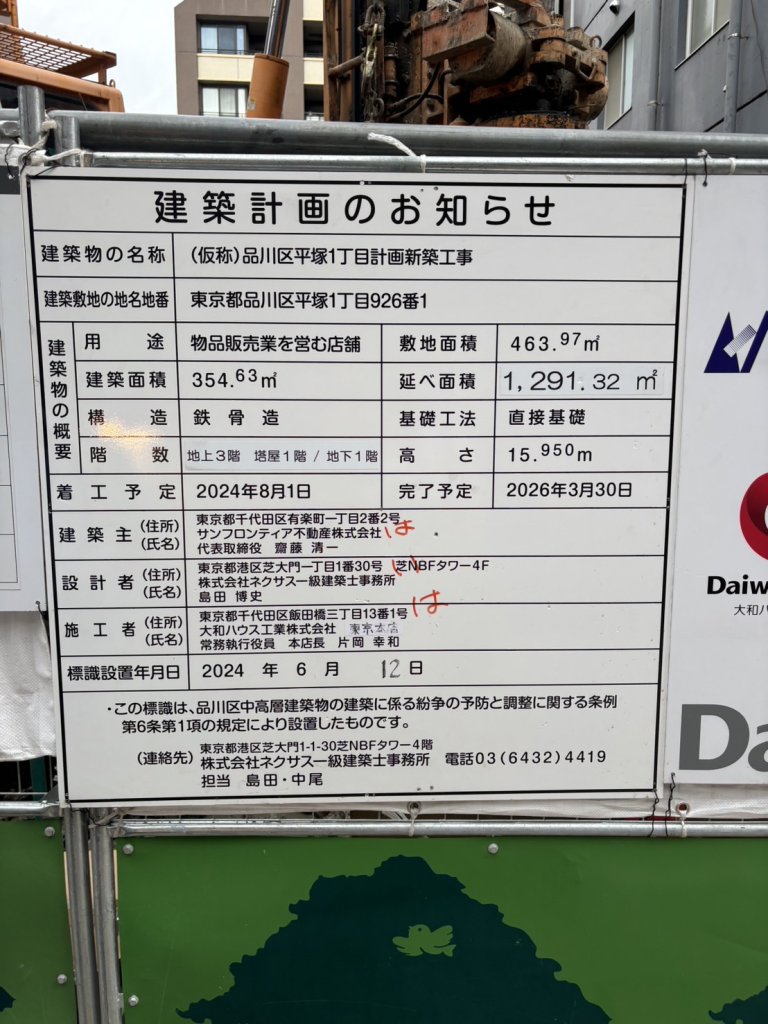 建築計画のお知らせ
建築物の名称 (仮称)品川区平塚1丁目計画新築工事
建築敷地の地名地番 東京都品川区平塚1丁目926番1
建築物の概要
用途 物品販売業を営む店舗 敷地面積 463.97㎡
建築面積 354.63㎡ 延べ面積 1,291.32 ㎡
構造 鉄骨造 基礎工法 直接基礎
階数 地上3階 塔屋1階 / 地下1階 高さ 15.950m
着工予定 2024年8月1日 完了予定 2026年3月30日
建築主 (住所) 東京都千代田区有楽町一丁目2番2号
(氏名) サンフロンティア不動産株式会社 は
代表取締役 齋藤 清一
設計者 (住所) 東京都港区芝大門一丁目1番30号 芝NBFタワー4F
い
(氏名) 株式会社ネクサス一級建築士事務所
島田 博史
は
施工者 (住所) 東京都千代田区飯田橋三丁目13番1号
(氏名) 大和ハウス工業株式会社 東京本店
常務執行役員 本店長 片岡 幸和
標識設置年月日 2024 年 6 月 12 日
・この標識は、品川区中高層建築物の建築に係る紛争の予防と調整に関する条例
第6条第1項の規定により設置したものです。
(連絡先) 東京都港区芝大門1-1-30芝NBFタワー4階
株式会社ネクサス一級建築士事務所 電話03(6432)4419
担当 島田・中尾
Daiw
大和ハ
Da